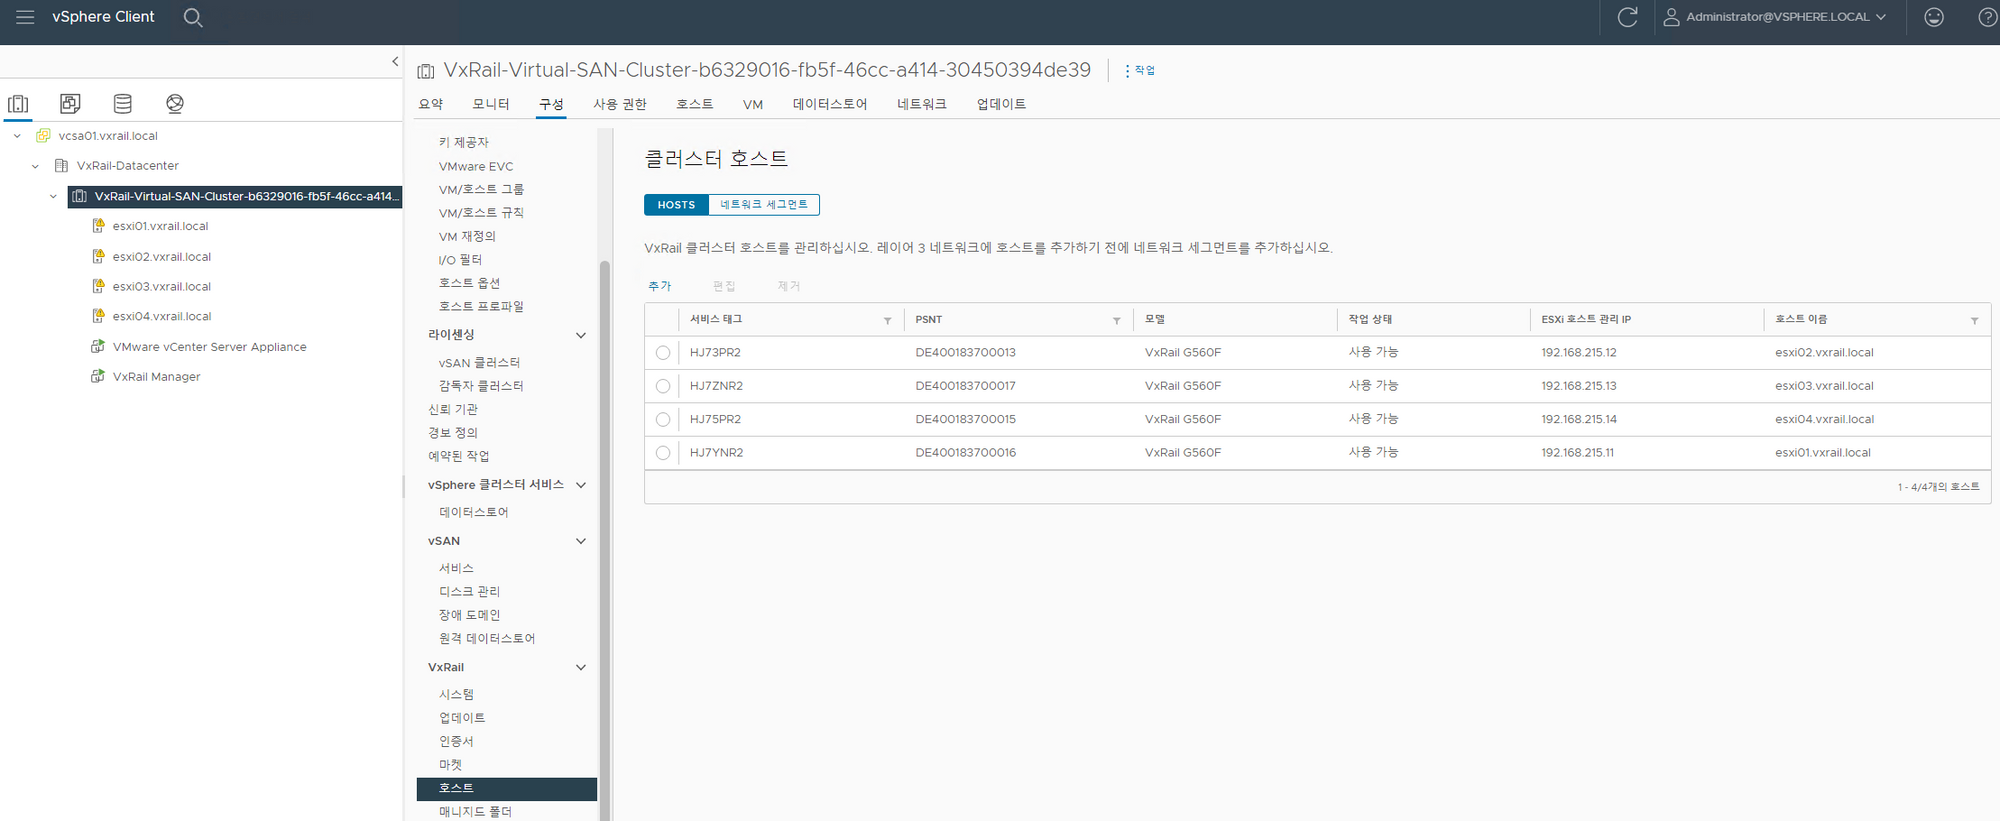 vSphere Client
Administrator@VSPHERE.LOCAL
vcsa01.vxrail.local
VxRail-Datacenter
VxRail-Virtual-SAN-Cluster-b6329016-fb5f-46cc-a414...
esxi01.vxrail.local
esxi02.vxrail.local
esxi03.vxrail.local
esxi04.vxrail.local
VMware vCenter Server Appliance
VxRail Manager
VxRail-Virtual-SAN-Cluster-b6329016-fb5f-46cc-a414-30450394de39
작업
요약 모니터 구성 사용 권한 호스트 VM 데이터스토어 네트워크 업데이트
키 제공자
VMware EVC
VM/호스트 그룹
VM/호스트 규칙
VM 재정의
I/O 필터
호스트 옵션
호스트 프로파일
라이센싱
vSAN 클러스터
감독자 클러스터
신뢰 기관
경보 정의
예약된 작업
vSphere 클러스터 서비스
데이터스토어
vSAN
서비스
디스크 관리
장애 도메인
원격 데이터스토어
VxRail
시스템
업데이트
인증서
마켓
호스트
매니지드 폴더
클러스터 호스트
HOSTS 네트워크 세그먼트
VxRail 클러스터 호스트를 관리하십시오. 레이어 3 네트워크에 호스트를 추가하기 전에 네트워크 세그먼트를 추가하십시오.
추가 편집 제거
서비스 태그 PSNT 모델 작업 상태 ESXi 호스트 관리 IP 호스트 이름
HJ73PR2 DE400183700013 VxRail G560F 사용 가능 192.168.215.12 esxi02.vxrail.local
HJ7ZNR2 DE400183700017 VxRail G560F 사용 가능 192.168.215.13 esxi03.vxrail.local
HJ75PR2 DE400183700015 VxRail G560F 사용 가능 192.168.215.14 esxi04.vxrail.local
HJ7YNR2 DE400183700016 VxRail G560F 사용 가능 192.168.215.11 esxi01.vxrail.local
1 - 4/4개의 호스트